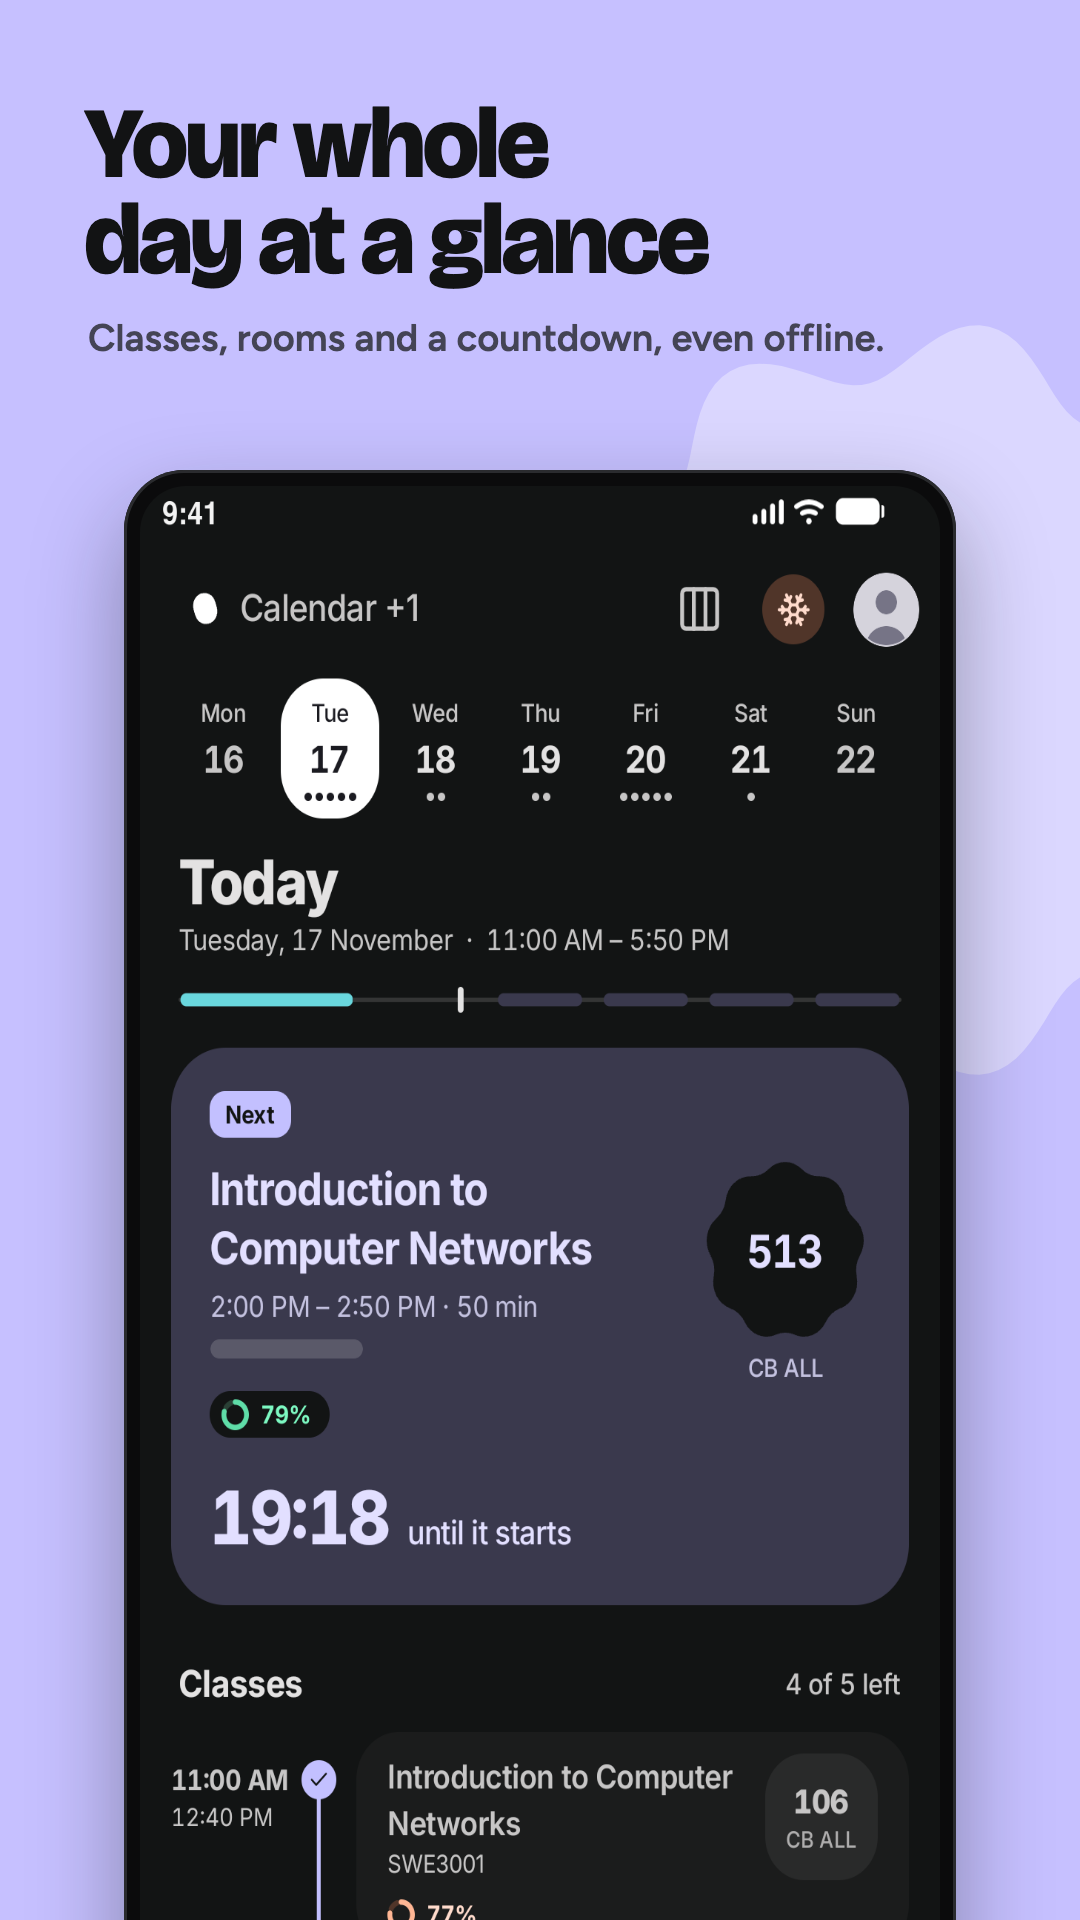 Your whole
day at a glance
Classes, rooms and a countdown, even offline.
9:41
Calendar +1
Mon Tue Wed Thu Fri Sat Sun
16 17 18 19 20 21 22
Today
Tuesday, 17 November · 11:00 AM – 5:50 PM
Next
Introduction to
Computer Networks
2:00 PM – 2:50 PM · 50 min
513
CB ALL
79%
19:18 until it starts
Classes 4 of 5 left
11:00 AM
12:40 PM
Introduction to Computer
Networks
SWE3001
106
CB ALL
77%